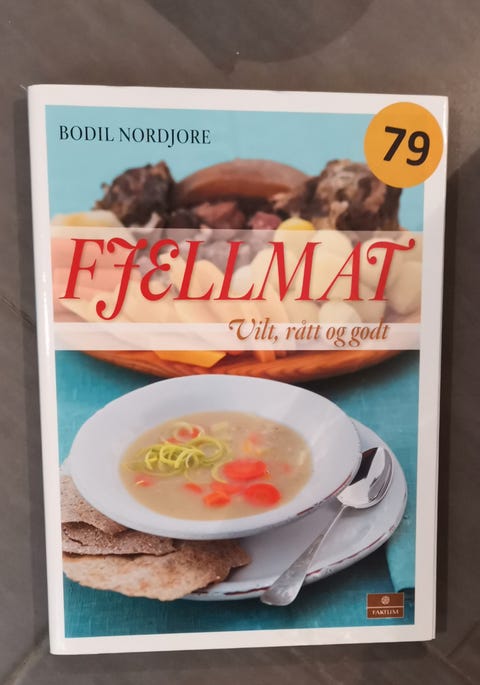 BODIL NORDJORE
79
FJELLMAT
Vilt, rått og godt
FAKTUM